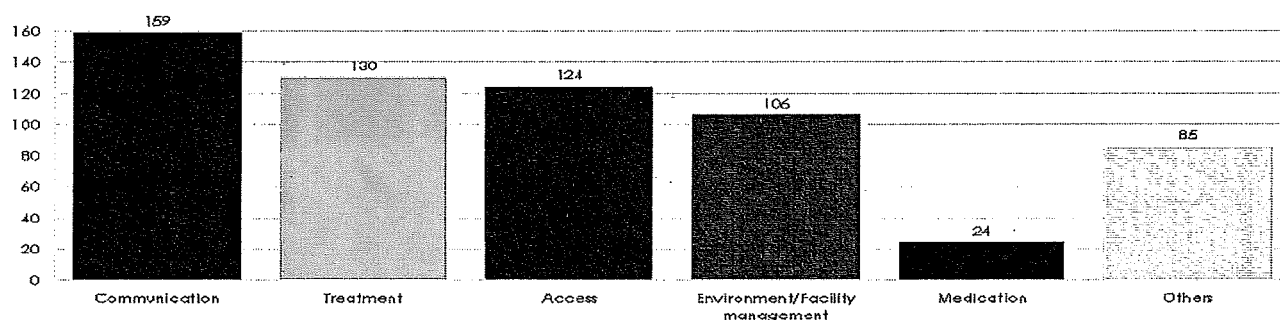 159
160
140
120
100
80
60
40
20
0
130
124
106
24
85
Communication
Treatment
Access
Environment/Facility
management
Medication
Others